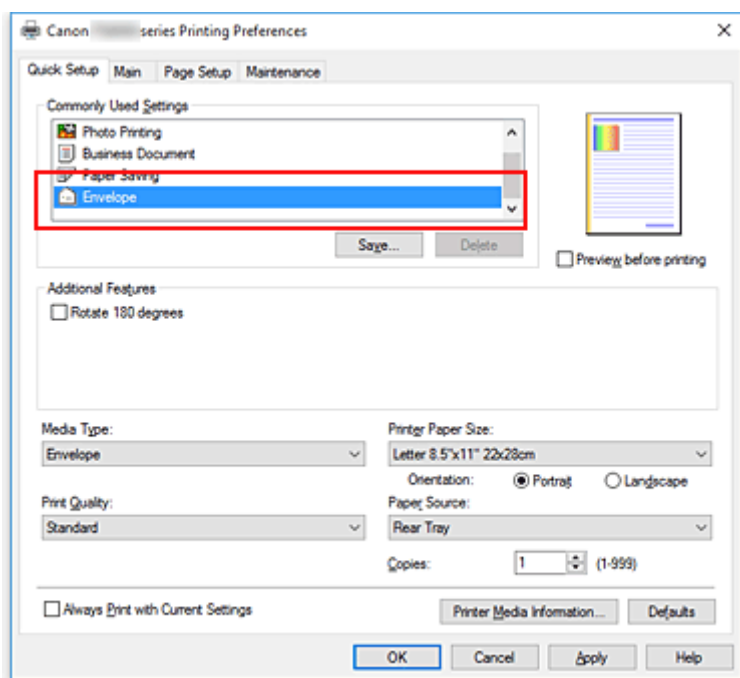 Canon series Printing Preferences
Quick Setup Main Page Setup Maintenance
Commonly Used Settings
Photo Printing
Business Document
Paper Saving
Envelope
Save... Delete
Preview before printing
Additional Features
Rotate 180 degrees
Media Type: Printer Paper Size:
Envelope Letter 8.5"x11" 22x28cm
Orientation: Portrait Landscape
Print Quality: Paper Source:
Standard Rear Tray
Copies: 1 (1-999)
Always Print with Current Settings Printer Media Information... Defaults
OK Cancel Apply Help